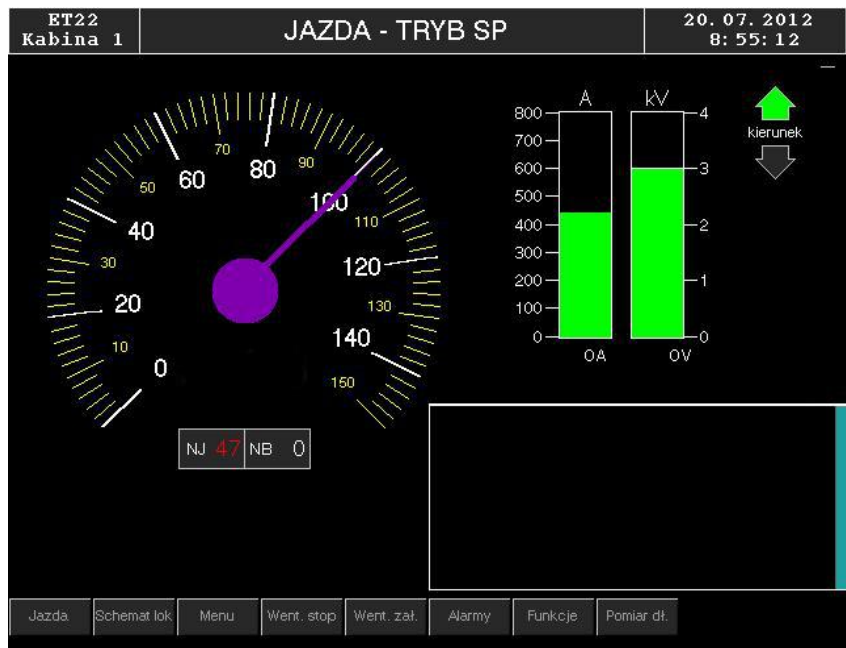 ET22
Kabina 1
JAZDA - TRYB SP
20. 07. 2012
8: 55: 12
0
10
20
30
40
50
60
70
80
90
100
110
120
130
140
150
NJ 47 NB 0
A
kV
800
700
600
500
400
300
200
100
0
4
3
2
1
0
0A
0V
kierunek
Jazda
Schemat lok
Menu
Went. stop
Went. zał.
Alarmy
Funkcje
Pomiar dł.